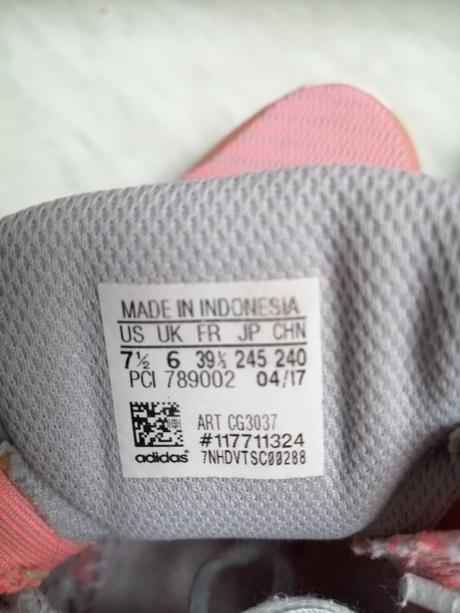 MADE IN INDONESIA
US UK FR JP CHN
7½ 6 39⅓ 245 240
PCI 789002 04/17
ART CG3037
#117711324
adidas® 7NHDVTSC00288